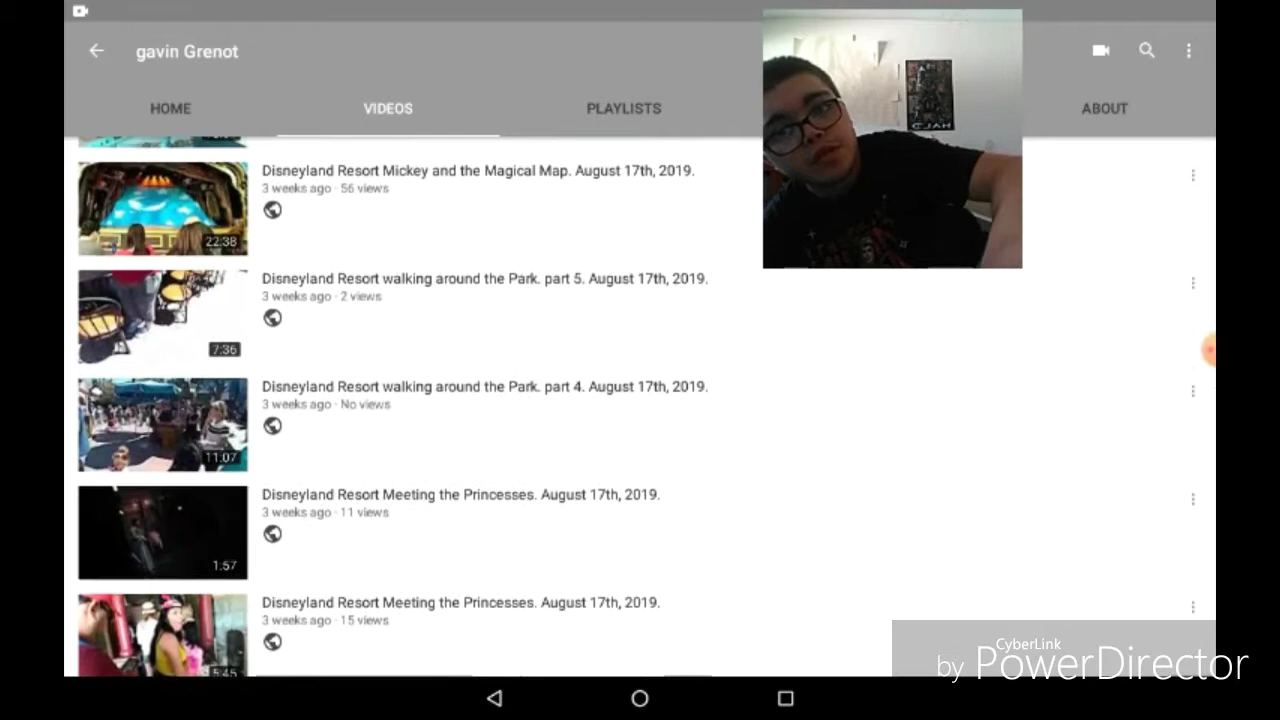 gavin Grenot
HOME
VIDEOS
PLAYLISTS
ABOUT
Disneyland Resort Mickey and the Magical Map. August 17th, 2019.
3 weeks ago · 56 views
22:38
Disneyland Resort walking around the Park. part 5. August 17th, 2019.
3 weeks ago · 2 views
7:36
Disneyland Resort walking around the Park. part 4. August 17th, 2019.
3 weeks ago · No views
11:07
Disneyland Resort Meeting the Princesses. August 17th, 2019.
3 weeks ago · 11 views
1:57
Disneyland Resort Meeting the Princesses. August 17th, 2019.
3 weeks ago · 15 views
5:45
CyberLink
by PowerDirector